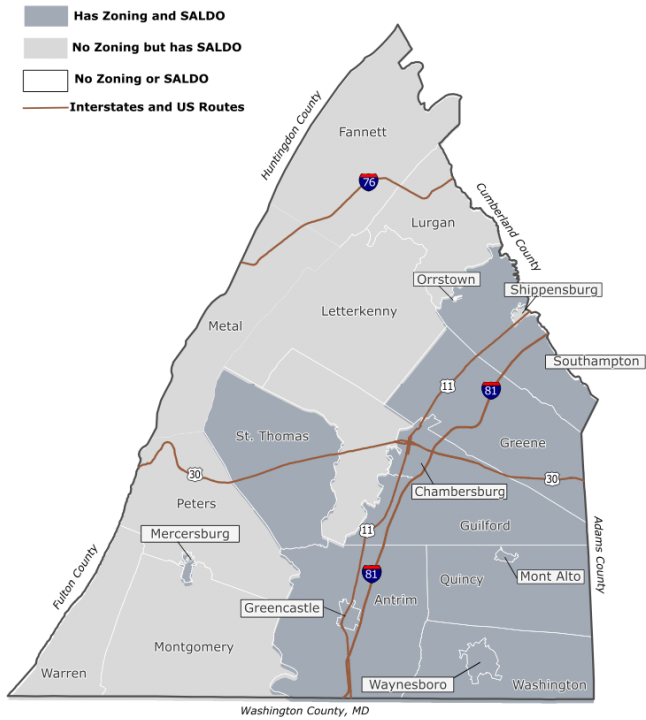 Has Zoning and SALDO
No Zoning but has SALDO
No Zoning or SALDO
Interstates and US Routes
Huntingdon County
Fannett
76
Cumberland County
Lurgan
Orrstown
Shippensburg
Letterkenny
Metal
Southampton
11
81
St. Thomas
Greene
30
30
Chambersburg
Peters
Guilford
11
Mercersburg
Adams County
Fulton County
81
Mont Alto
Quincy
Antrim
Greencastle
Montgomery
Warren
Waynesboro
Washington
Washington County, MD